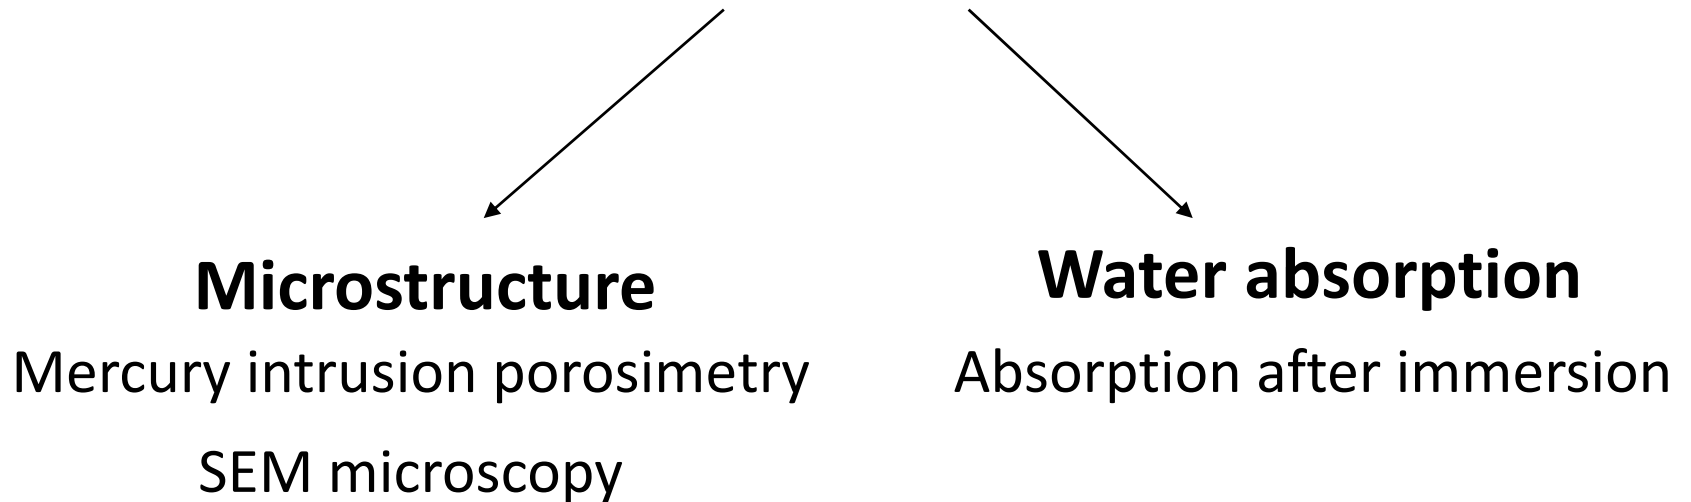 Microstructure
Mercury intrusion porosimetry
SEM microscopy
Water absorption
Absorption after immersion